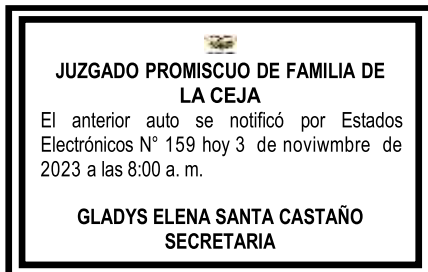 JUZGADO PROMISCUO DE FAMILIA DE
LA CEJA
El anterior auto se notificó por Estados
Electrónicos N° 159 hoy 3 de noviwmbre de
2023 a las 8:00 a. m.
GLADYS ELENA SANTA CASTAÑO
SECRETARIA